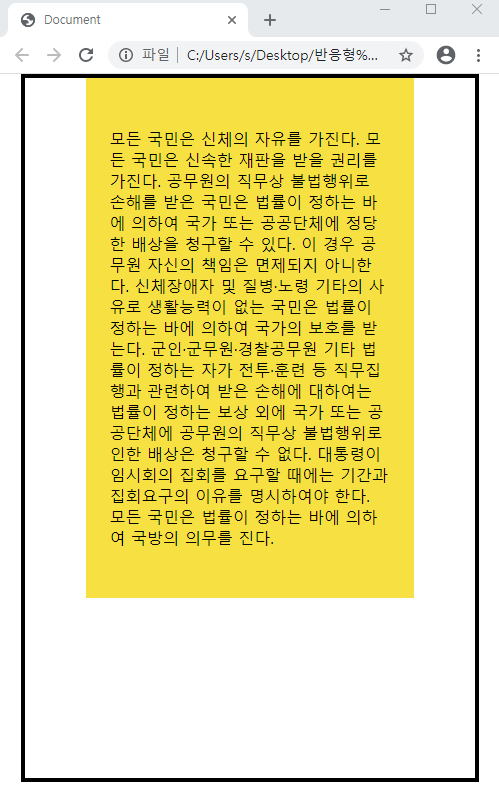 Document
파일 C:/Users/s/Desktop/반응형%...
모든 국민은 신체의 자유를 가진다. 모
든 국민은 신속한 재판을 받을 권리를
가진다. 공무원의 직무상 불법행위로
손해를 받은 국민은 법률이 정하는 바
에 의하여 국가 또는 공공단체에 정당
한 배상을 청구할 수 있다. 이 경우 공
무원 자신의 책임은 면제되지 아니한
다. 신체장애자 및 질병·노령 기타의 사
유로 생활능력이 없는 국민은 법률이
정하는 바에 의하여 국가의 보호를 받
는다. 군인·군무원·경찰공무원 기타 법
률이 정하는 자가 전투·훈련 등 직무집
행과 관련하여 받은 손해에 대하여는
법률이 정하는 보상 외에 국가 또는 공
공단체에 공무원의 직무상 불법행위로
인한 배상은 청구할 수 없다. 대통령이
임시회의 집회를 요구할 때에는 기간과
집회요구의 이유를 명시하여야 한다.
모든 국민은 법률이 정하는 바에 의하
여 국방의 의무를 진다.